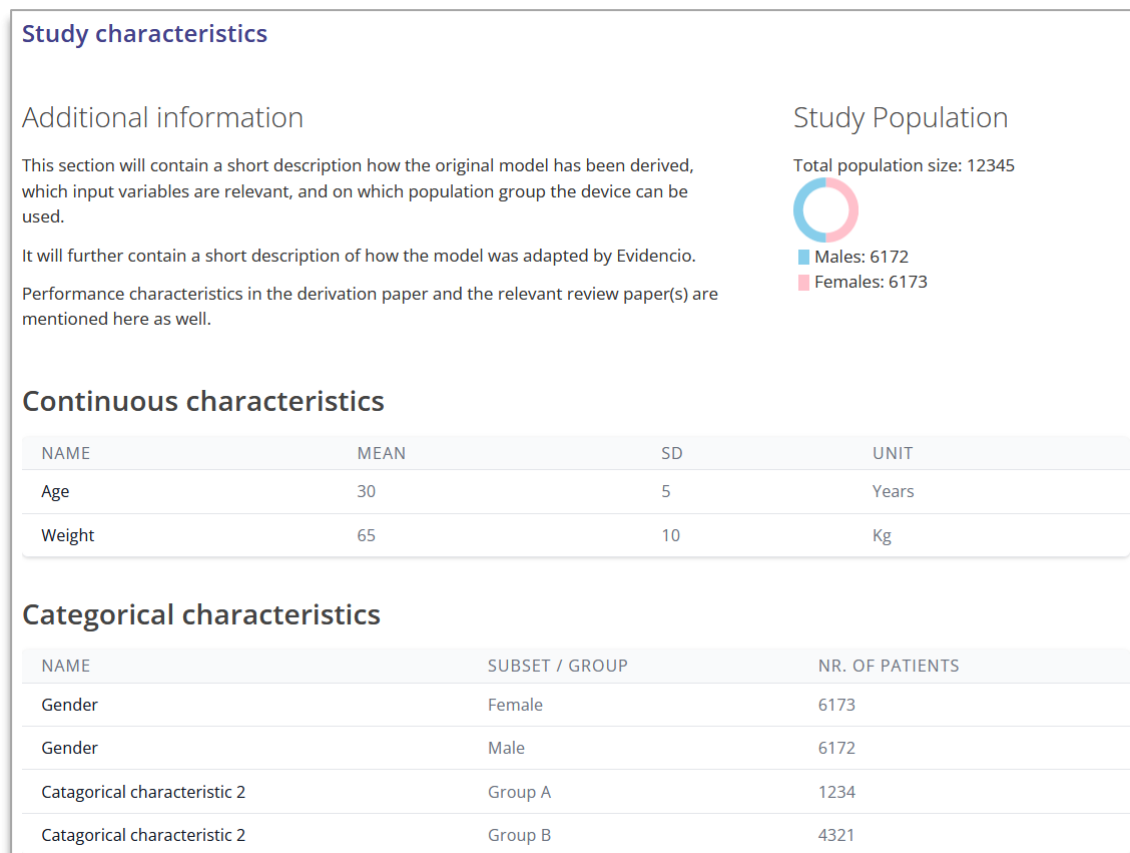 Study characteristics
Additional information
This section will contain a short description how the original model has been derived,
which input variables are relevant, and on which population group the device can be
used.
It will further contain a short description of how the model was adapted by Evidencio.
Performance characteristics in the derivation paper and the relevant review paper(s) are
mentioned here as well.
Study Population
Total population size: 12345
Males: 6172
Females: 6173
Continuous characteristics
NAME MEAN SD UNIT
Age 30 5 Years
Weight 65 10 Kg
Categorical characteristics
NAME SUBSET / GROUP NR. OF PATIENTS
Gender Female 6173
Gender Male 6172
Catagorical characteristic 2 Group A 1234
Catagorical characteristic 2 Group B 4321